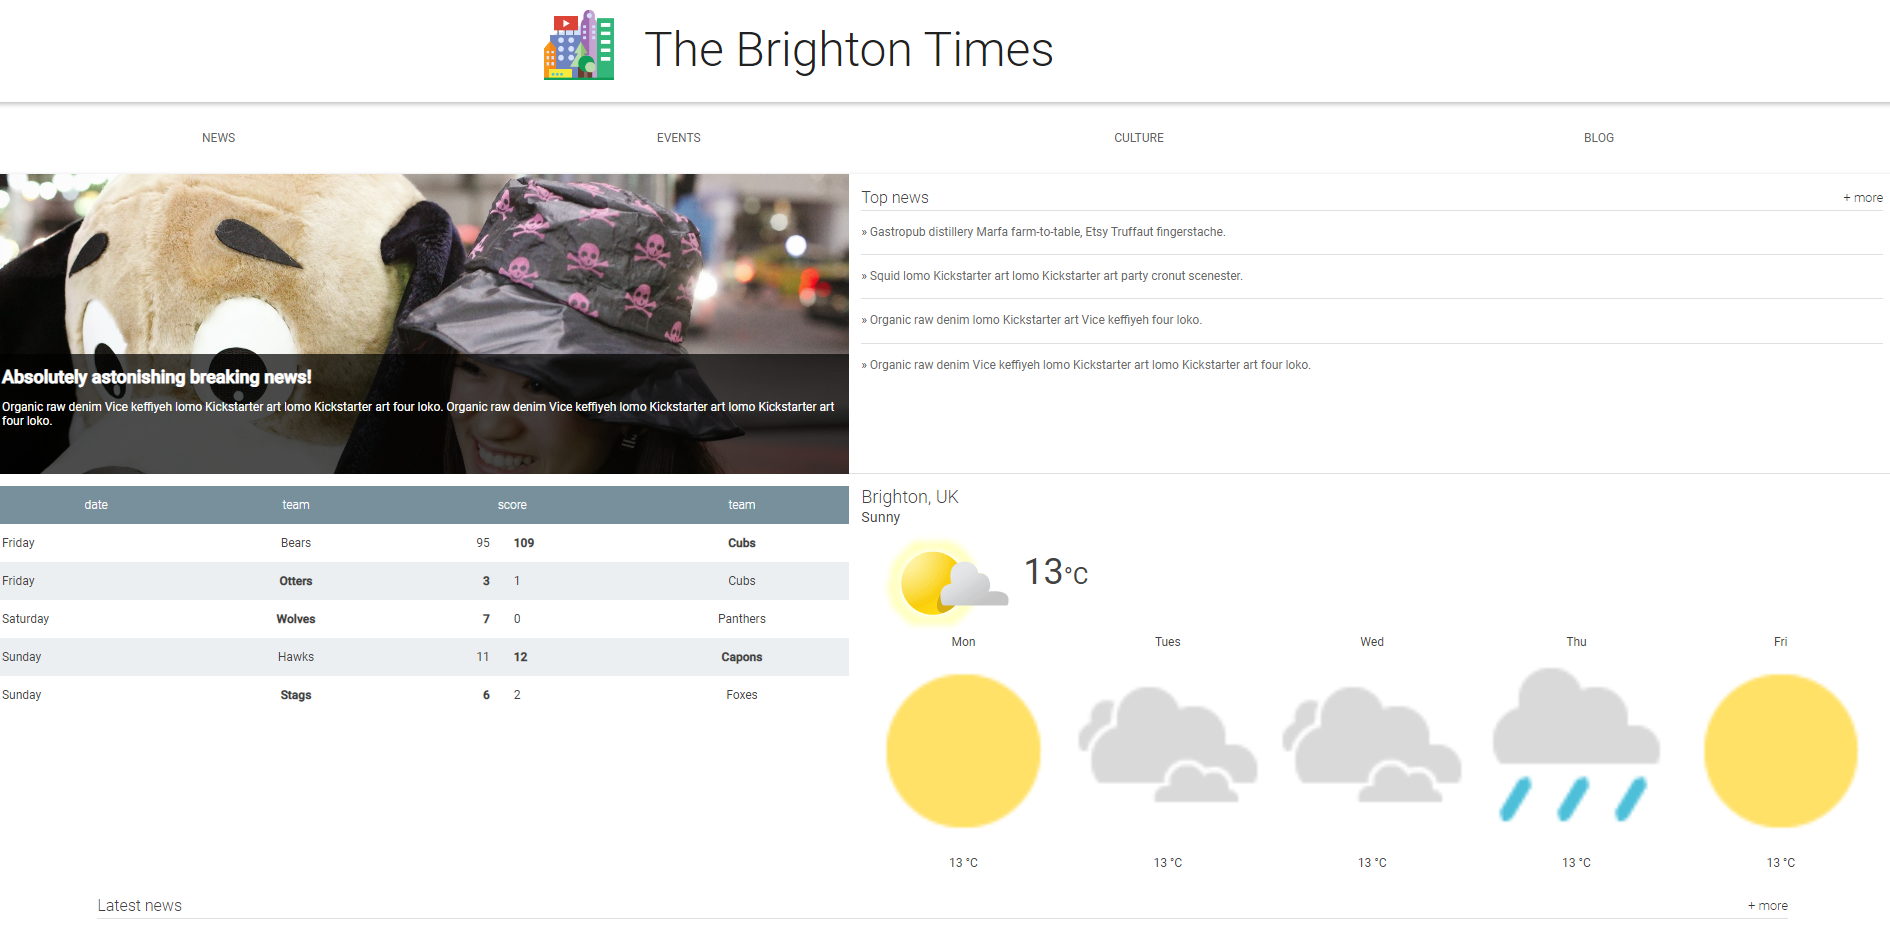 The Brighton Times
NEWS EVENTS CULTURE BLOG
Absolutely astonishing breaking news!
Organic raw denim Vice keffiyeh lomo Kickstarter art lomo Kickstarter art four loko. Organic raw denim Vice keffiyeh lomo Kickstarter art lomo Kickstarter art
four loko.
Top news + more
» Gastropub distillery Marfa farm-to-table, Etsy Truffaut fingerstache.
» Squid lomo Kickstarter art lomo Kickstarter art party cronut scenester.
» Organic raw denim lomo Kickstarter art Vice keffiyeh four loko.
» Organic raw denim Vice keffiyeh lomo Kickstarter art lomo Kickstarter art four loko.
date team score team
Friday Bears 95 109 Cubs
Friday Otters 3 1 Cubs
Saturday Wolves 7 0 Panthers
Sunday Hawks 11 12 Capons
Sunday Stags 6 2 Foxes
Brighton, UK
Sunny
13°C
Mon Tues Wed Thu Fri
13 °C 13 °C 13 °C 13 °C 13 °C
Latest news + more